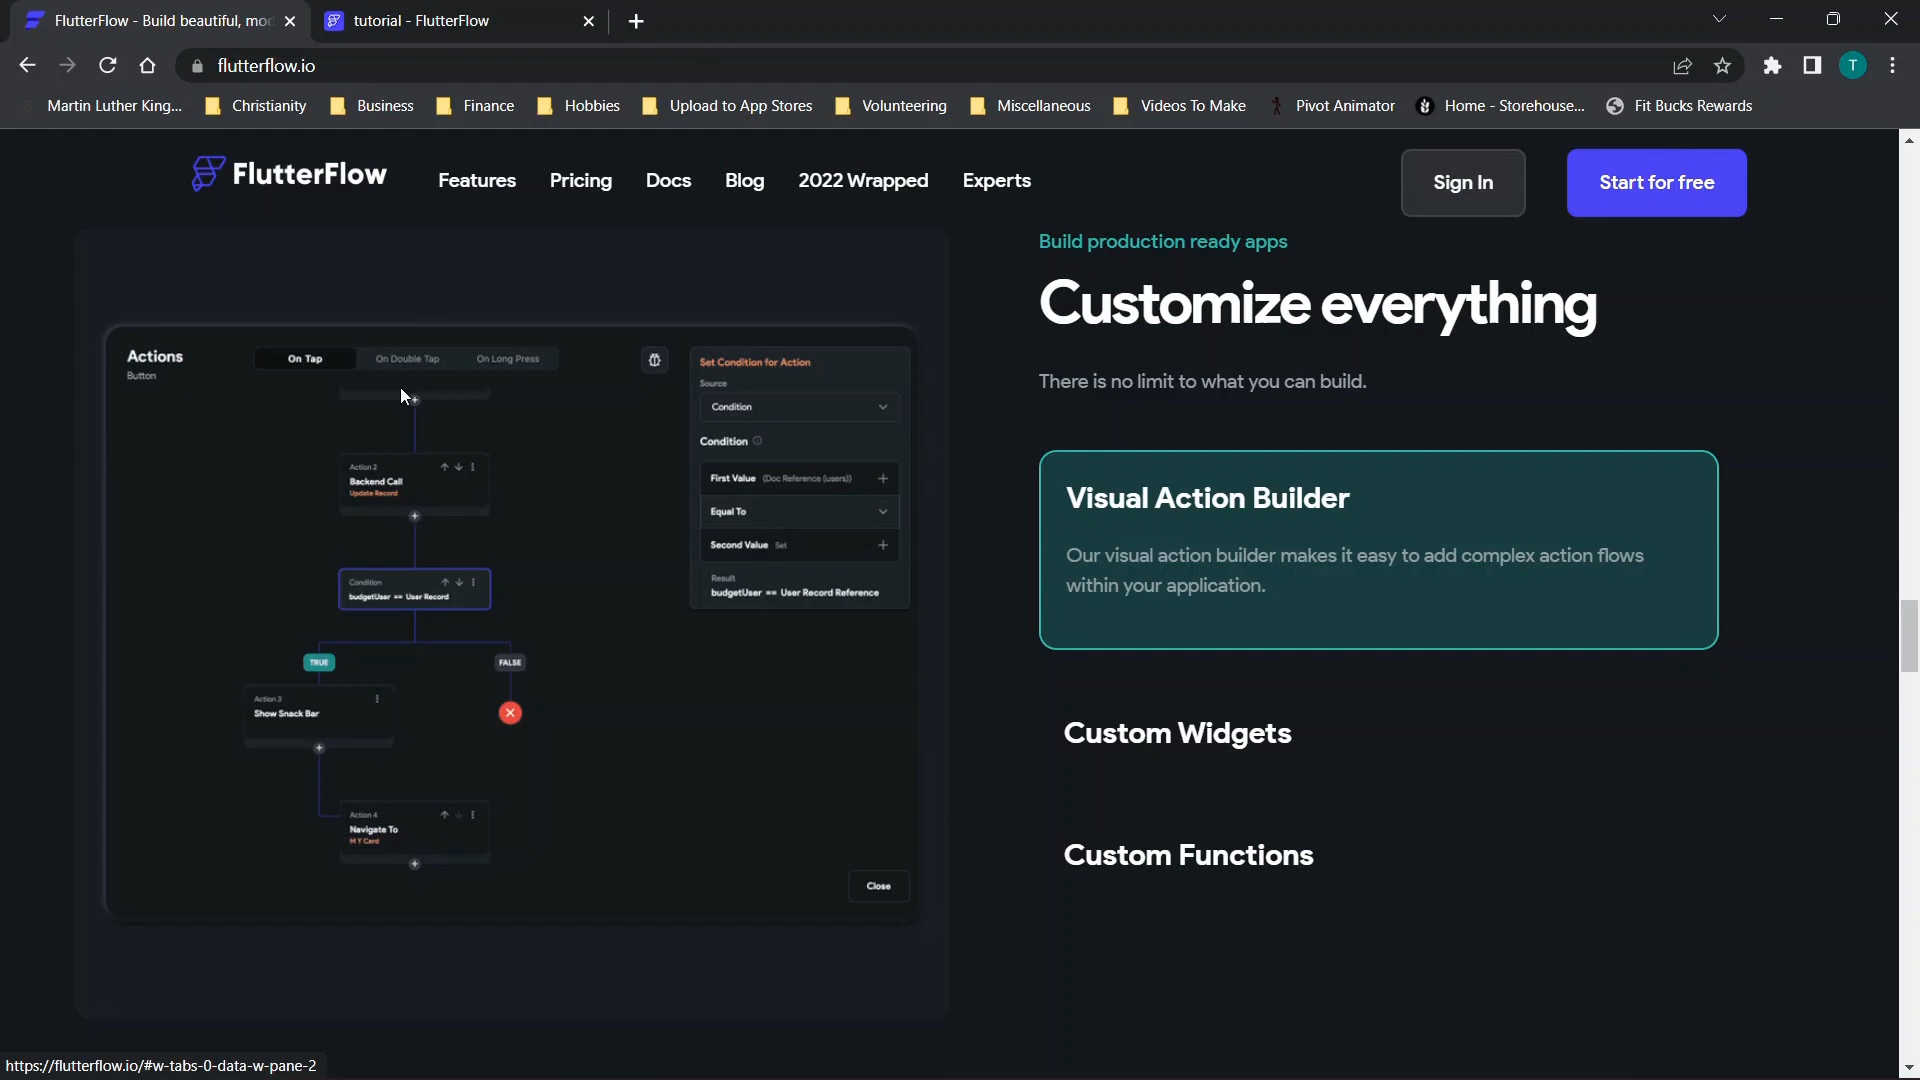 FlutterFlow - Build beautiful, mod
tutorial - FlutterFlow
flutterflow.io
T
Martin Luther King...
Christianity
Business
Finance
Hobbies
Upload to App Stores
Volunteering
Miscellaneous
Videos To Make
Pivot Animator
Home - Storehouse...
Fit Bucks Rewards
FlutterFlow
Features
Pricing
Docs
Blog
2022 Wrapped
Experts
Sign In
Start for free
Actions
Button
On Tap
On Double Tap
On Long Press
Action 2
Backend Call
Update Record
Condition
budgetUser == User Record
TRUE
FALSE
Action 3
Show Snack Bar
Action 4
Navigate To
M Y Card
Set Condition for Action
Source
Condition
Condition
First Value (Doc Reference (users))
Equal To
Second Value Set
Result
budgetUser == User Record Reference
Close
Build production ready apps
Customize everything
There is no limit to what you can build.
Visual Action Builder
Our visual action builder makes it easy to add complex action flows
within your application.
Custom Widgets
Custom Functions
https://flutterflow.io/#w-tabs-0-data-w-pane-2